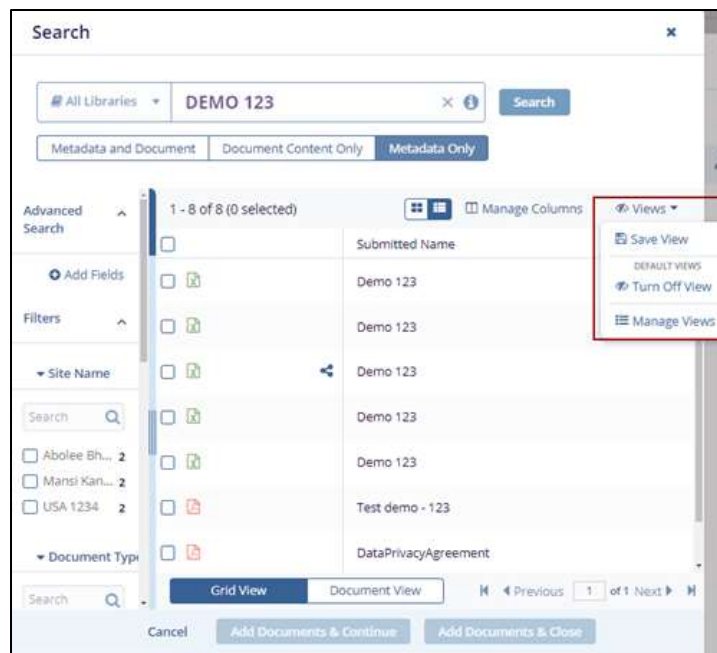 Search
All Libraries
DEMO 123
Search
Metadata and Document
Document Content Only
Metadata Only
Advanced Search
Add Fields
Filters
Site Name
Search
Abolee Bh... 2
Mansi Kan... 2
USA 1234 2
Document Type
Search
1 - 8 of 8 (0 selected)
Manage Columns
Views
Save View
DEFAULT VIEWS
Turn Off View
Manage Views
Submitted Name
Demo 123
Demo 123
Demo 123
Demo 123
Demo 123
Test demo - 123
DataPrivacyAgreement
Grid View
Document View
Previous 1 of 1 Next
Cancel
Add Documents & Continue
Add Documents & Close